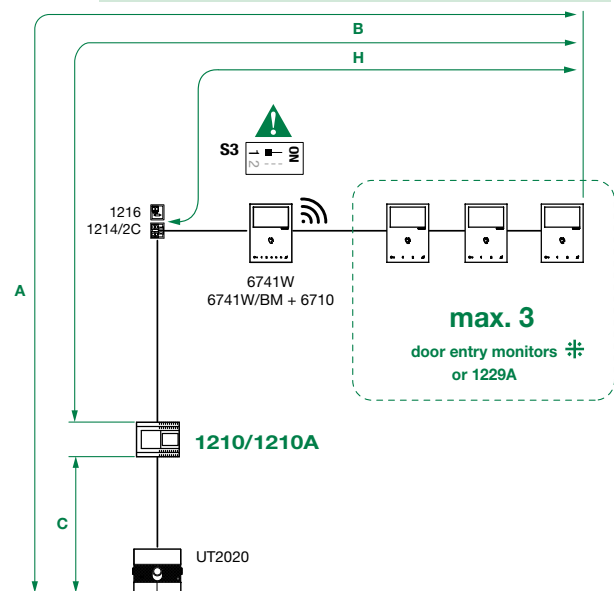 B
H
S3
ON
1
2
1216
1214/2C
6741W
6741W/BM + 6710
A
max. 3
door entry monitors
or 1229A
1210/1210A
C
UT2020